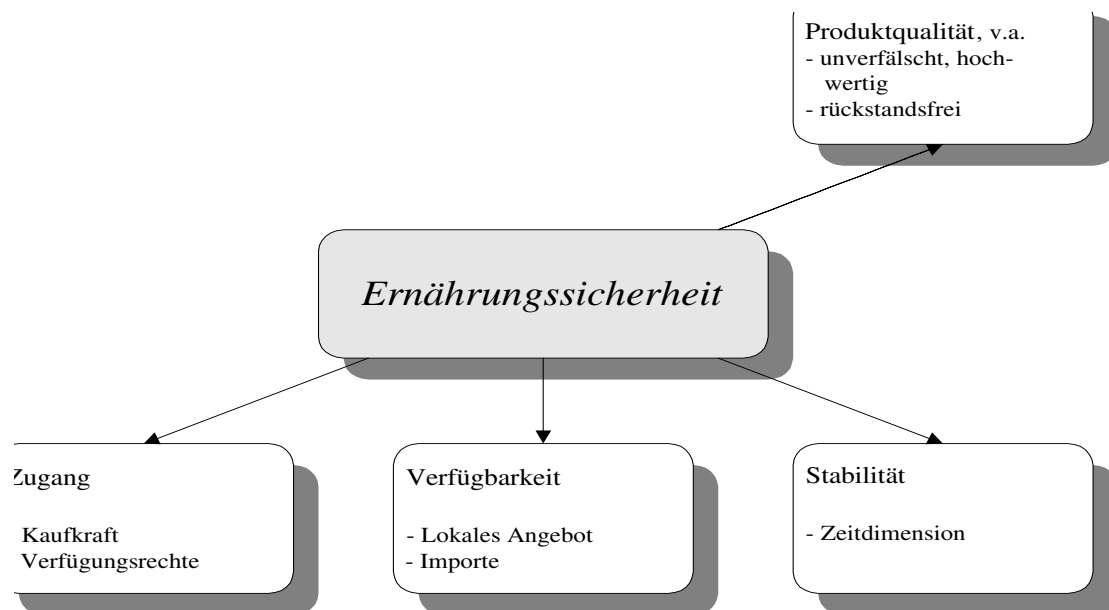 Produktqualität, v.a.
- unverfälscht, hoch-
wertig
- rückstandsfrei
Ernährungssicherheit
Zugang
Kaufkraft
Verfügungsrechte
Verfügbarkeit
- Lokales Angebot
- Importe
Stabilität
- Zeitdimension